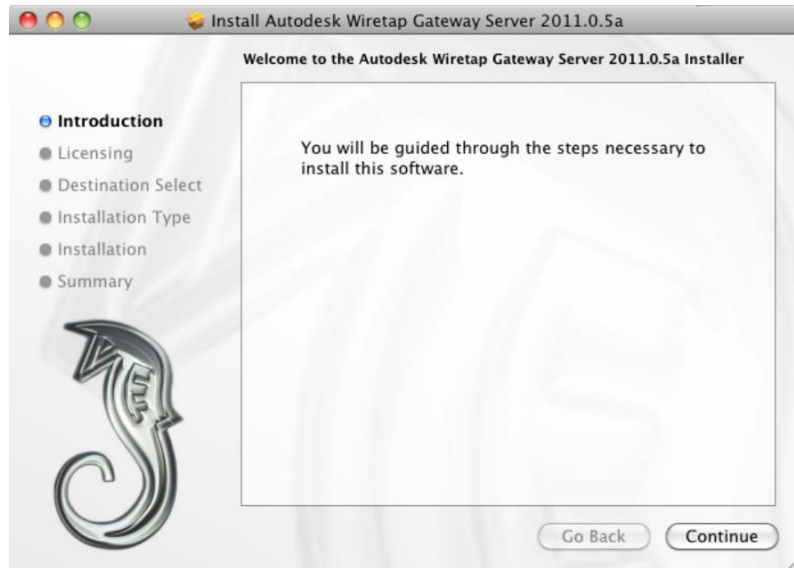 Install Autodesk Wiretap Gateway Server 2011.0.5a
Welcome to the Autodesk Wiretap Gateway Server 2011.0.5a Installer
Introduction
Licensing
Destination Select
Installation Type
Installation
Summary
You will be guided through the steps necessary to
install this software.
Go Back
Continue